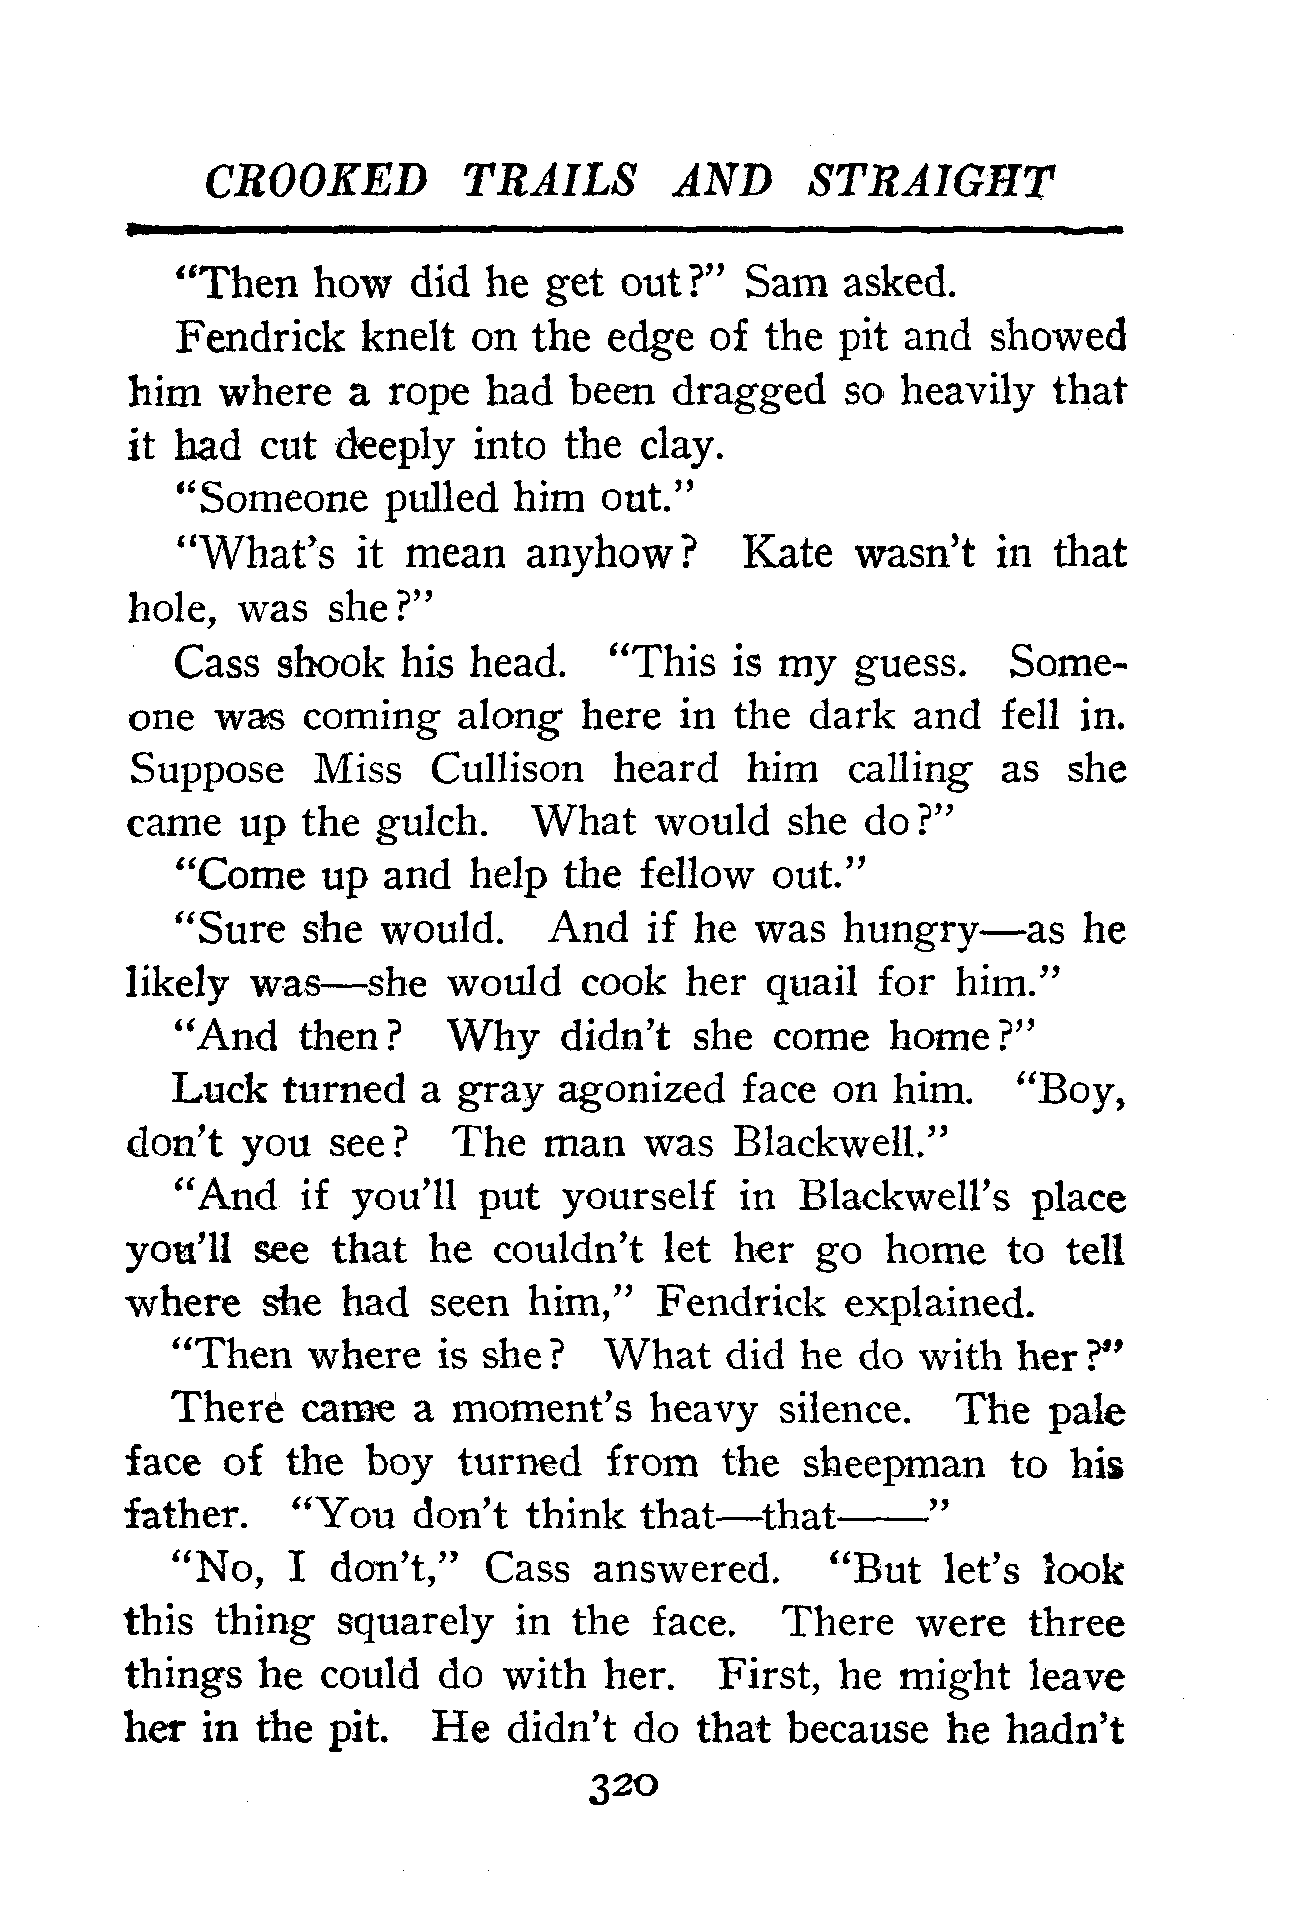 CROOKED TRAILS AND STRAIGHT
“Then how did he get out?” Sam asked.
Fendrick knelt on the edge of the pit and showed
him where a rope had been dragged so heavily that
it had cut deeply into the clay.
“Someone pulled him out.”
“What’s it mean anyhow? Kate wasn’t in that
hole, was she?”
Cass shook his head. “This is my guess. Some-
one was coming along here in the dark and fell in.
Suppose Miss Cullison heard him calling as she
came up the gulch. What would she do?”
“Come up and help the fellow out.”
“Sure she would. And if he was hungry—as he
likely was—she would cook her quail for him.”
“And then? Why didn’t she come home?”
Luck turned a gray agonized face on him. “Boy,
don’t you see? The man was Blackwell.”
“And if you’ll put yourself in Blackwell’s place
you’ll see that he couldn’t let her go home to tell
where she had seen him,” Fendrick explained.
“Then where is she? What did he do with her?”
There came a moment’s heavy silence. The pale
face of the boy turned from the sheepman to his
father. “You don’t think that—that——”
“No, I don’t,” Cass answered. “But let’s look
this thing squarely in the face. There were three
things he could do with her. First, he might leave
her in the pit. He didn’t do that because he hadn’t
320